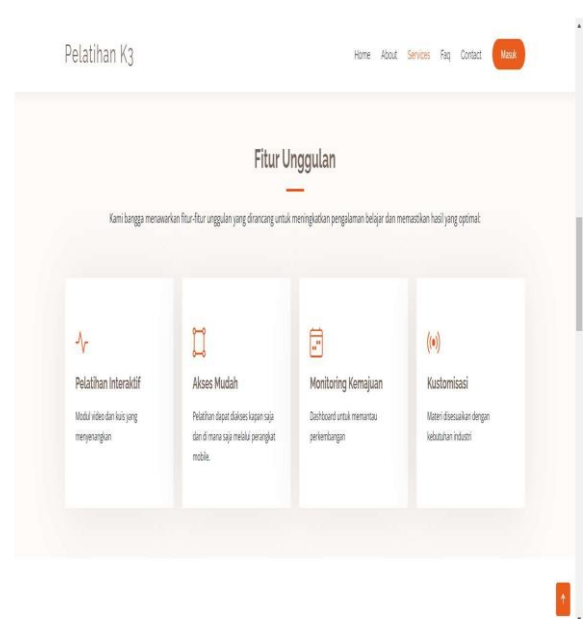 Pelatihan K3
Home About Services Faq Contact Masuk
Fitur Unggulan
Kami bangga menawarkan fitur-fitur unggulan yang dirancang untuk meningkatkan pengalaman belajar dan memastikan hasil yang optimal:
Pelatihan Interaktif
Modul video dan kuis yang
menyenangkan
Akses Mudah
Pelatihan dapat diakses kapan saja
dan di mana saja melalui perangkat
mobile.
Monitoring Kemajuan
Dashboard untuk memantau
perkembangan
Kustomisasi
Materi disesuaikan dengan
kebutuhan industri